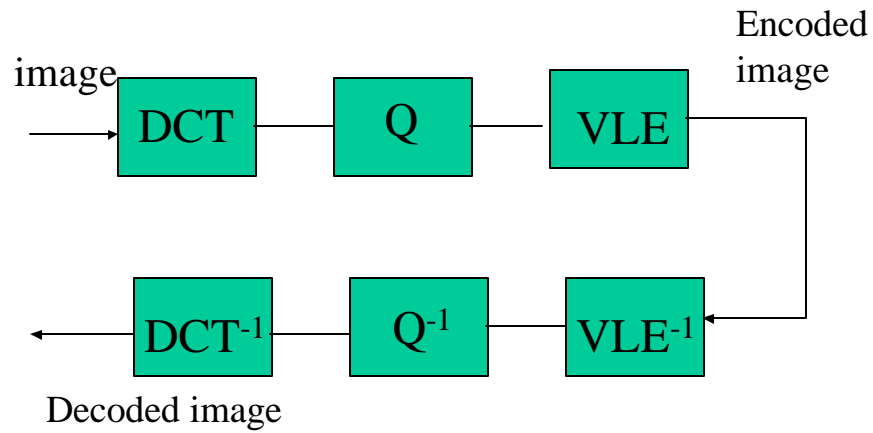 Encoded
image
image
DCT
Q
VLE
DCT⁻¹
Q⁻¹
VLE⁻¹
Decoded image